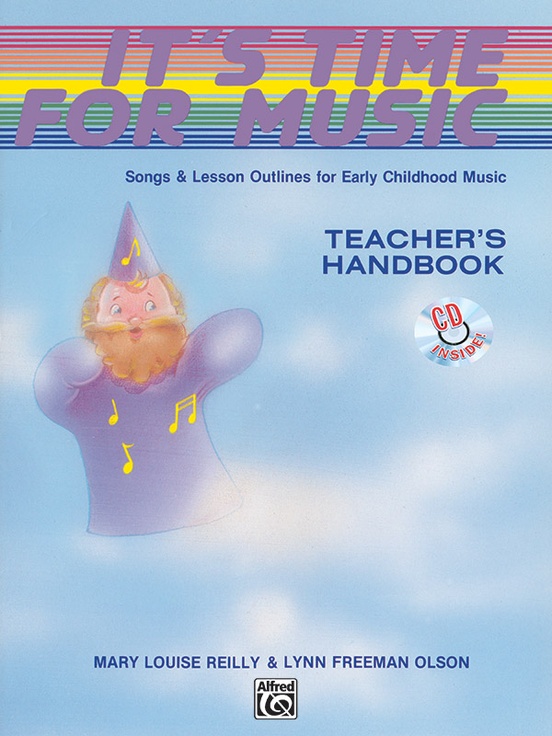 IT'S TIME
FOR MUSIC
Songs & Lesson Outlines for Early Childhood Music
TEACHER'S
HANDBOOK
CD
INSIDE!
MARY LOUISE REILLY & LYNN FREEMAN OLSON
Alfred